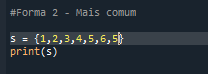 #Forma 2 - Mais comum
s = {1,2,3,4,5,6,5}
print(s)